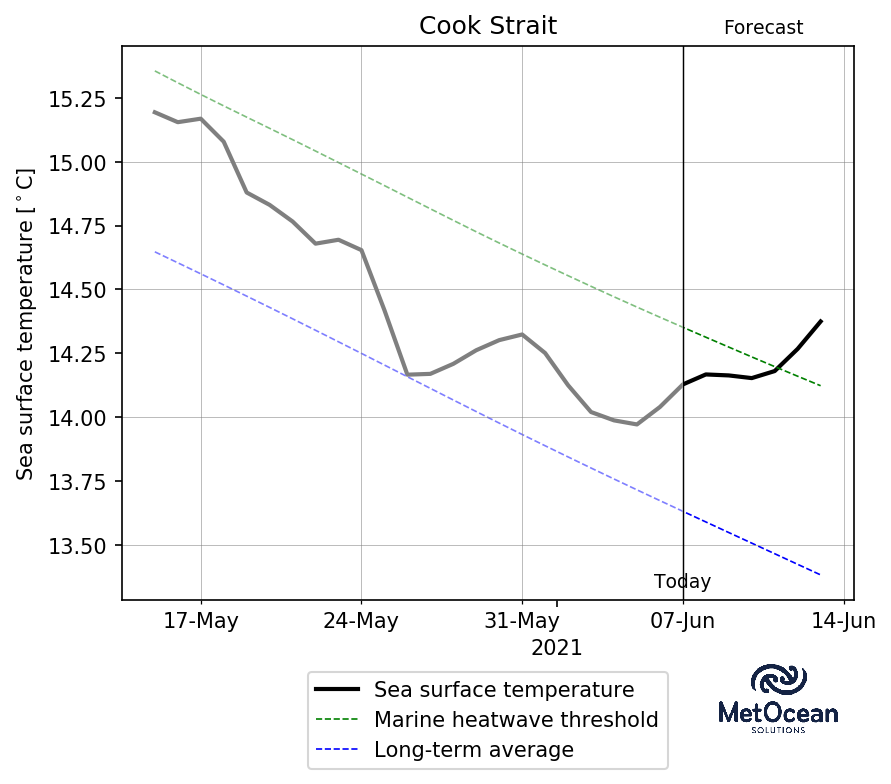 Cook Strait
Forecast
15.25
15.00
14.75
14.50
14.25
14.00
13.75
13.50
Sea surface temperature [°C]
Today
17-May
24-May
31-May
07-Jun
14-Jun
2021
Sea surface temperature
Marine heatwave threshold
Long-term average
MetOcean
SOLUTIONS